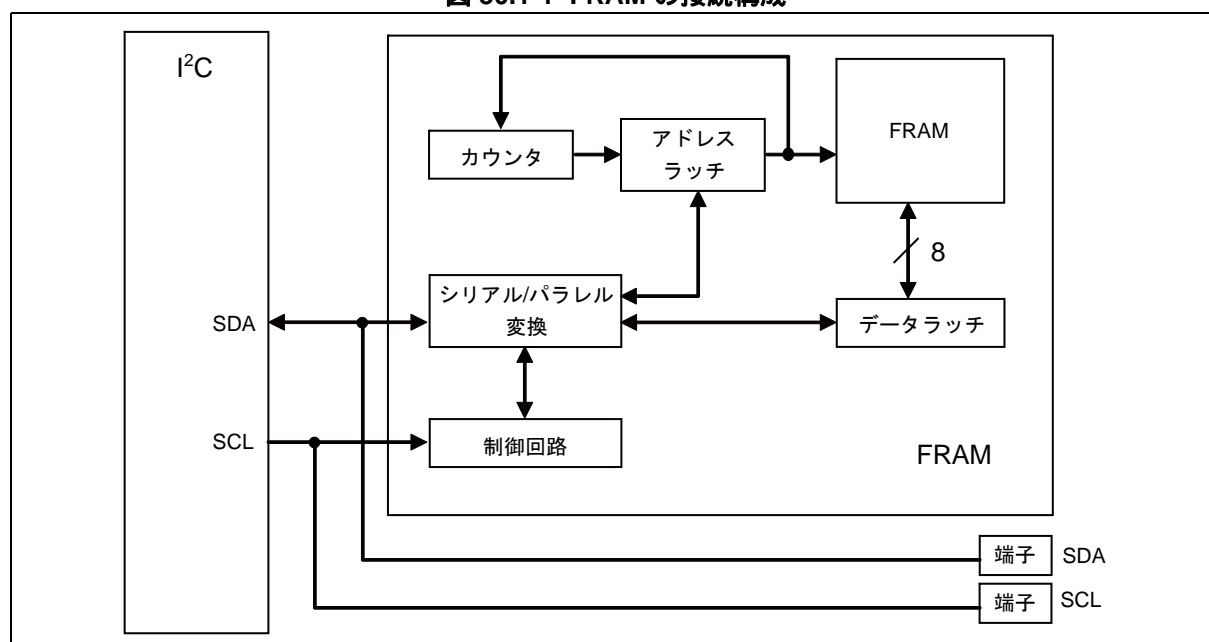 I²C
カウンタ
アドレス
ラッチ
FRAM
8
シリアル/パラレル
変換
データラッチ
SDA
制御回路
SCL
FRAM
端子 SDA
端子 SCL